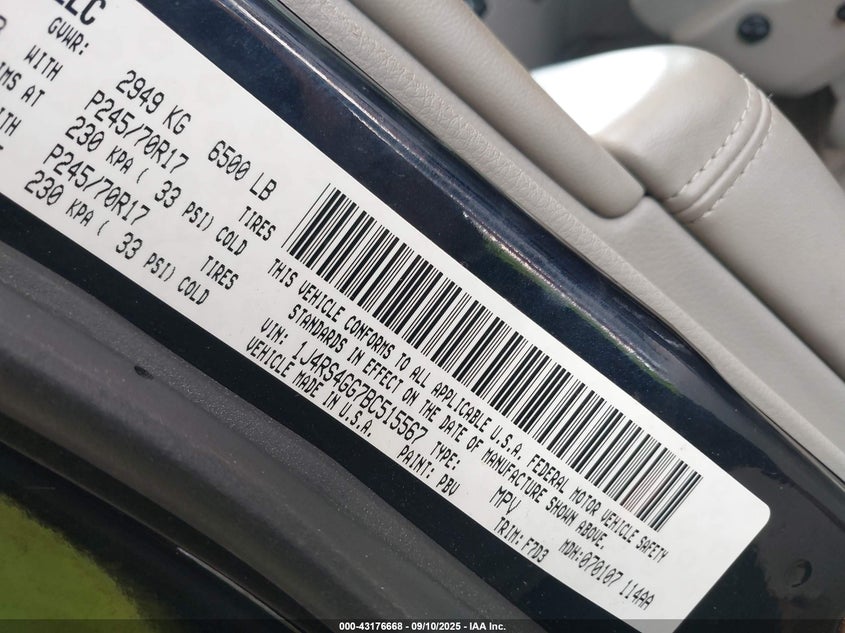 LLC
GVWR: 2949 KG 6500 LB
WITH P245/70R17 TIRES
IMS AT 230 KPA ( 33 PSI) COLD
P245/70R17 TIRES
230 KPA ( 33 PSI) COLD
THIS VEHICLE CONFORMS TO ALL APPLICABLE U.S.A. FEDERAL MOTOR VEHICLE SAFETY
STANDARDS IN EFFECT ON THE DATE OF MANUFACTURE SHOWN ABOVE.
VIN: 1J4RS4GG7BC515567 TYPE: MPV MDH:070107 114AA
VEHICLE MADE IN U.S.A. PAINT: PBV TRIM:F7D3
000-43176668 - 09/10/2025 - IAA Inc.